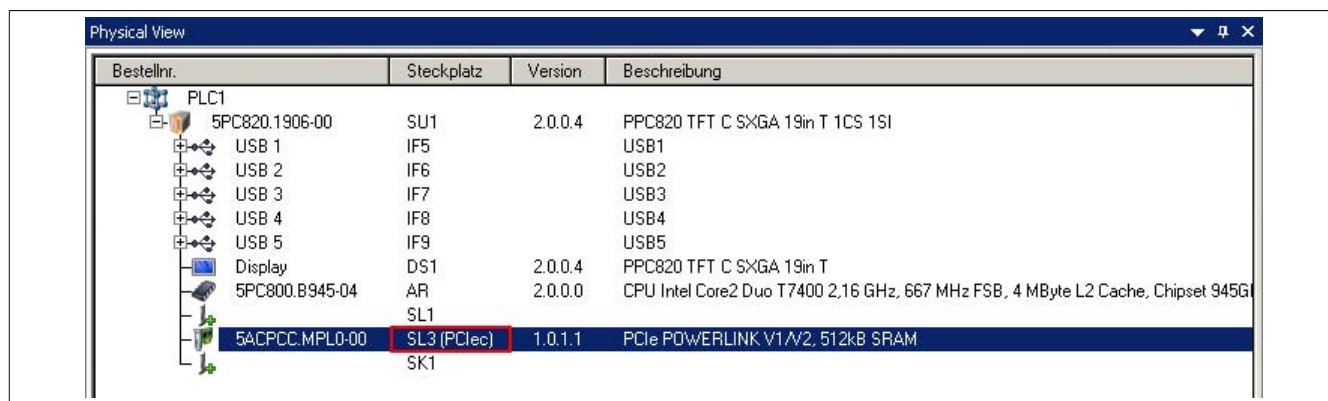 Physical View
Bestellnr. Steckplatz Version Beschreibung
PLC1
5PC820.1906-00 SU1 2.0.0.4 PPC820 TFT C SXGA 19in T 1CS 1SI
USB 1 IF5 USB1
USB 2 IF6 USB2
USB 3 IF7 USB3
USB 4 IF8 USB4
USB 5 IF9 USB5
Display DS1 2.0.0.4 PPC820 TFT C SXGA 19in T
5PC800.B945-04 AR 2.0.0.0 CPU Intel Core2 Duo T7400 2,16 GHz, 667 MHz FSB, 4 MByte L2 Cache, Chipset
SL1
5ACPCC.MPL0-00 SL3 (PCIec) 1.0.1.1 PCIe POWERLINK V1/V2, 512kB SRAM
SK1